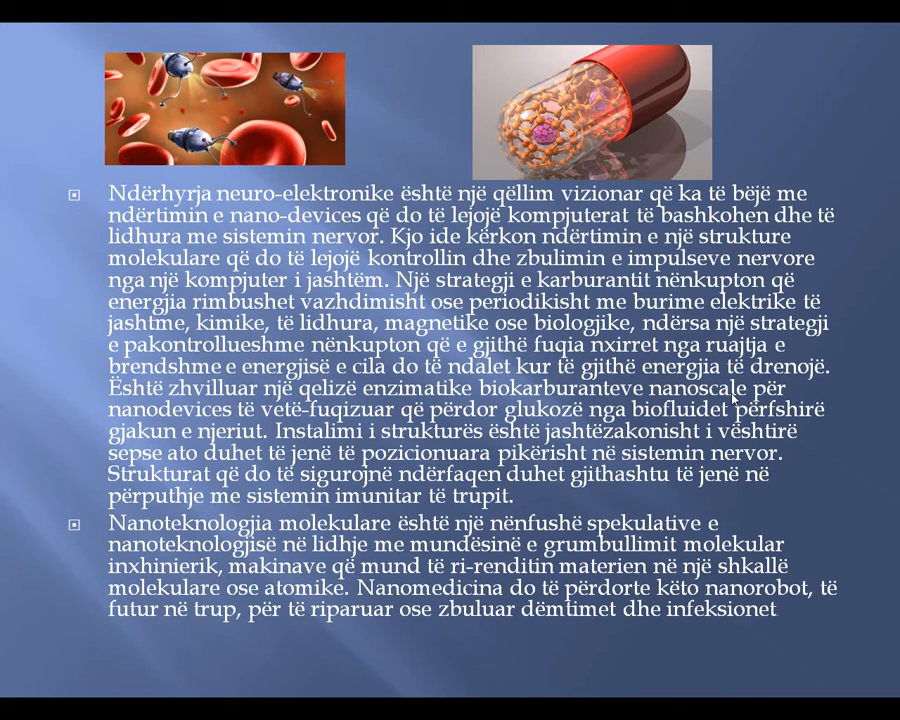 Ndërhyrja neuro-elektronike është një qëllim vizionar që ka të bëjë me
ndërtimin e nano-devices që do të lejojë kompjuterat të bashkohen dhe të
lidhura me sistemin nervor. Kjo ide kërkon ndërtimin e një strukture
molekulare që do të lejojë kontrollin dhe zbulimin e impulseve nervore
nga një kompjuter i jashtëm. Një strategji e karburantit nënkupton që
energjia rimbushet vazhdimisht ose periodikisht me burime elektrike të
jashtme, kimike, të lidhura, magnetike ose biologjike, ndërsa një strategji
e pakontrollueshme nënkupton që e gjithë fuqia nxirret nga ruajtja e
brendshme e energjisë e cila do të ndalet kur të gjithë energjia të drenojë.
Është zhvilluar një qelizë enzimatike biokarburanteve nanoscale për
nanodevices të vetë-fuqizuar që përdor glukozë nga biofluidet përfshirë
gjakun e njeriut. Instalimi i strukturës është jashtëzakonisht i vështirë
sepse ato duhet të jenë të pozicionuara pikërisht në sistemin nervor.
Strukturat që do të sigurojnë ndërfaqen duhet gjithashtu të jenë në
përputhje me sistemin imunitar të trupit.
Nanoteknologjia molekulare është një nënfushë spekulative e
nanoteknologjisë në lidhje me mundësinë e grumbullimit molekular
inxhinierik, makinave që mund të ri-renditin materien në një shkallë
molekulare ose atomike. Nanomedicina do të përdorte këto nanorobot, të
futur në trup, për të riparuar ose zbuluar dëmtimet dhe infeksionet